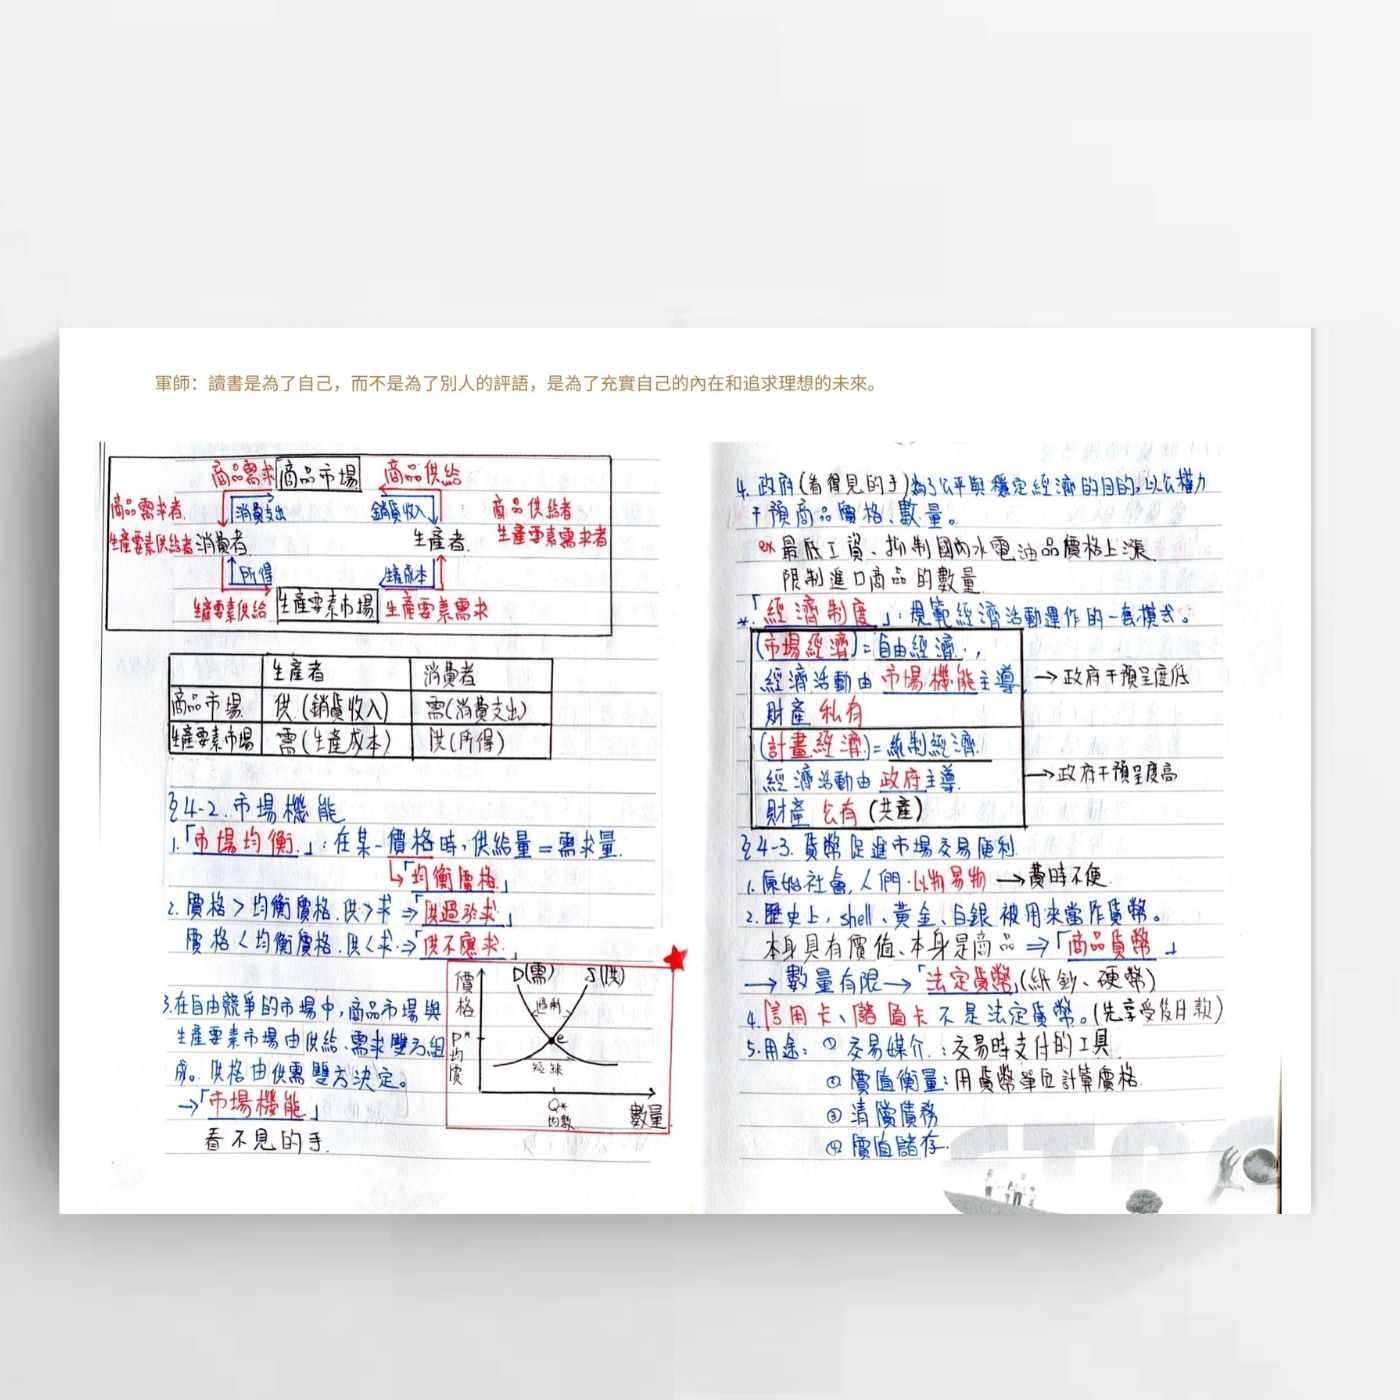 軍師：讀書是為了自己，而不是為了別人的評語，是為了充實自己的內在和追求理想的未來。
商品需求 商品市場 商品供給
商品需求者 消費支出 銷貨收入 商品供給者
生產要素供給者 消費者 生產者 生產要素需求者
所得 生產成本
生產要素供給 生產要素市場 生產要素需求
生產者 消費者
商品市場 供(銷貨收入) 需(消費支出)
生產要素市場 需(生產成本) 供(所得)
§4-2.市場機能
1.「市場均衡」:在某一價格時,供給量=需求量.
↳「均衡價格」
2.價格>均衡價格.供>求⇒「供過於求」
價格<均衡價格.供<求⇒「供不應求」
3.在自由競爭的市場中,商品市場與
生產要素市場由供給、需求雙方組
成。供格由供需雙方決定。
→「市場機能」
看不見的手.
價格 D(需) S(供)
過剩
P* 均價 e
短缺
Q* 均數 數量
4.政府(看得見的手)為了公平與穩定經濟的目的,以公權力
干預商品價格、數量。
ex 最低工資、抑制國內水電油品價格上漲
限制進口商品的數量
*.「經濟制度」:規範經濟活動運作的一套模式。
(市場經濟)=自由經濟.,
經濟活動由市場機能主導 →政府干預程度低
財產私有
(計畫經濟)=統制經濟.
經濟活動由政府主導. →政府干預程度高
財產公有(共產)
§4-3.貨幣促進市場交易便利.
1.原始社會,人們以物易物→費時不便.
2.歷史上,shell、黃金、白銀被用來當作貨幣。
本身具有價值、本身是商品⇒「商品貨幣」
→數量有限→「法定貨幣」(紙鈔、硬幣)
4.信用卡、儲值卡不是法定貨幣。(先享受後付款)
5.用途:①交易媒介:交易時支付的工具
②價值衡量:用貨幣單位計算價格.
③清償債務
④價值儲存.